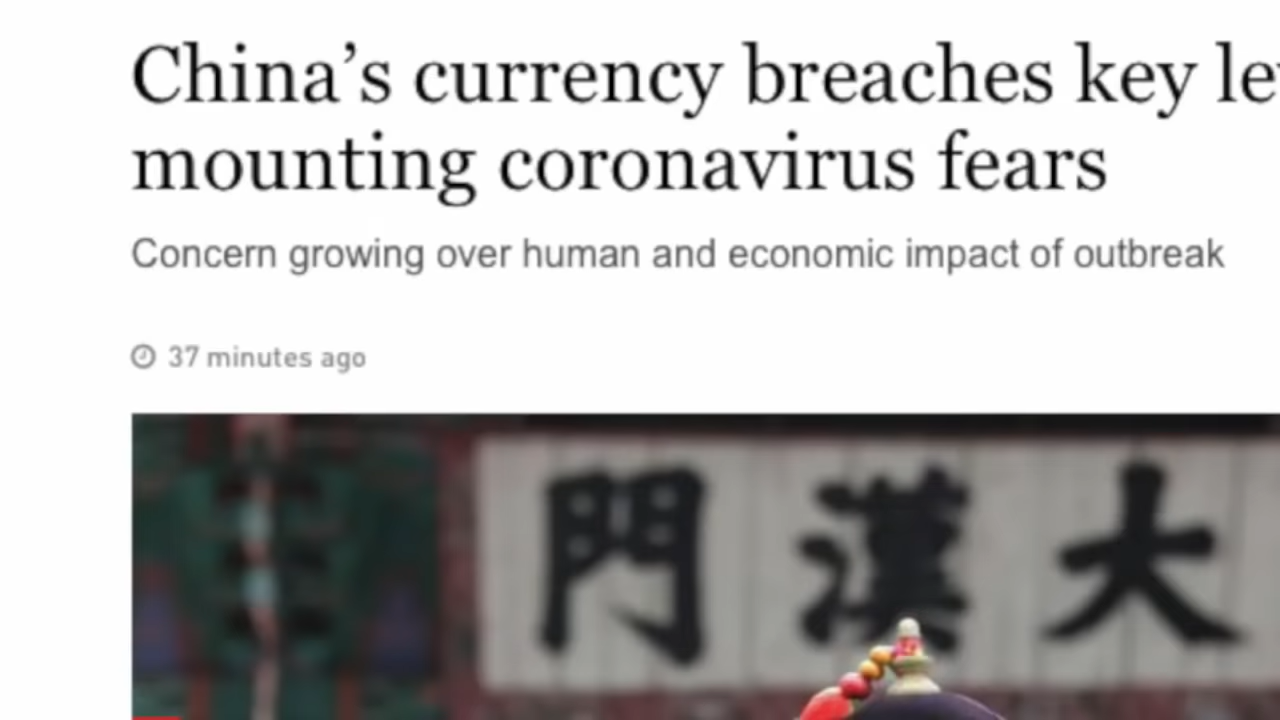 China’s currency breaches key
mounting coronavirus fears
Concern growing over human and economic impact of outbreak
37 minutes ago
門漢大